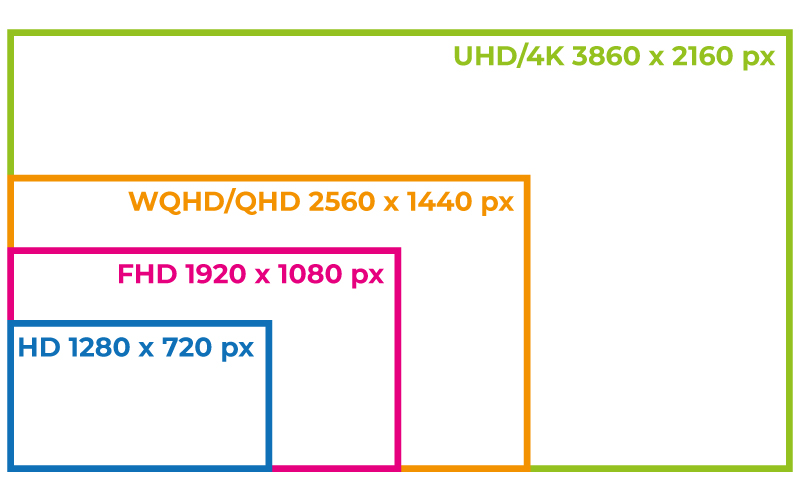 UHD/4K 3860 x 2160 px
WQHD/QHD 2560 x 1440 px
FHD 1920 x 1080 px
HD 1280 x 720 px